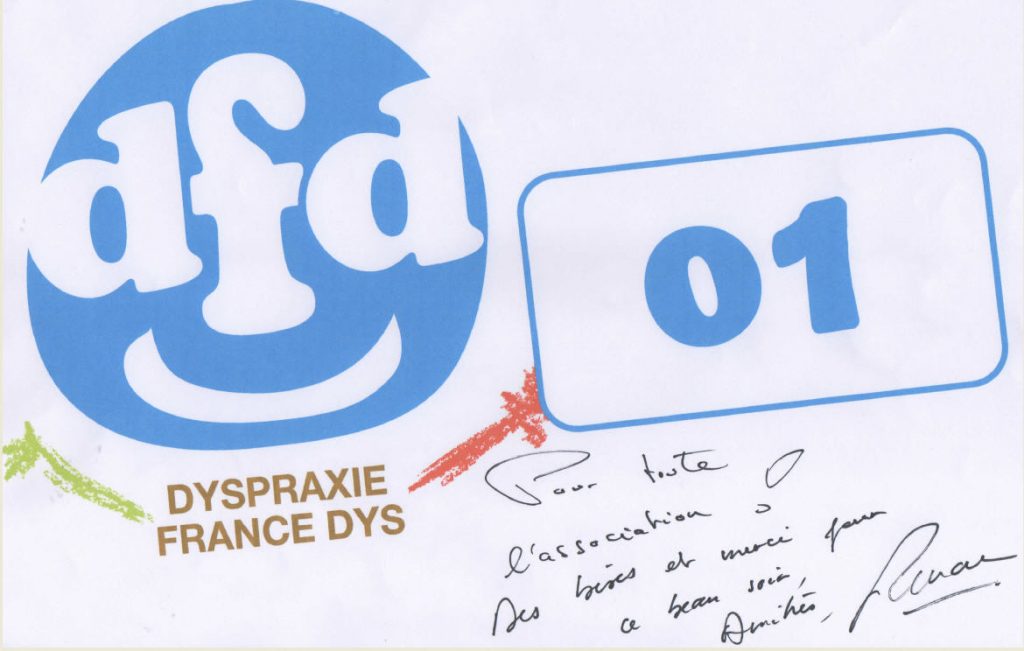 dfd
01
DYSPRAXIE
FRANCE DYS
Pour toute
l'association
Des bises et merci pour
ce beau soir,
Amitiés,